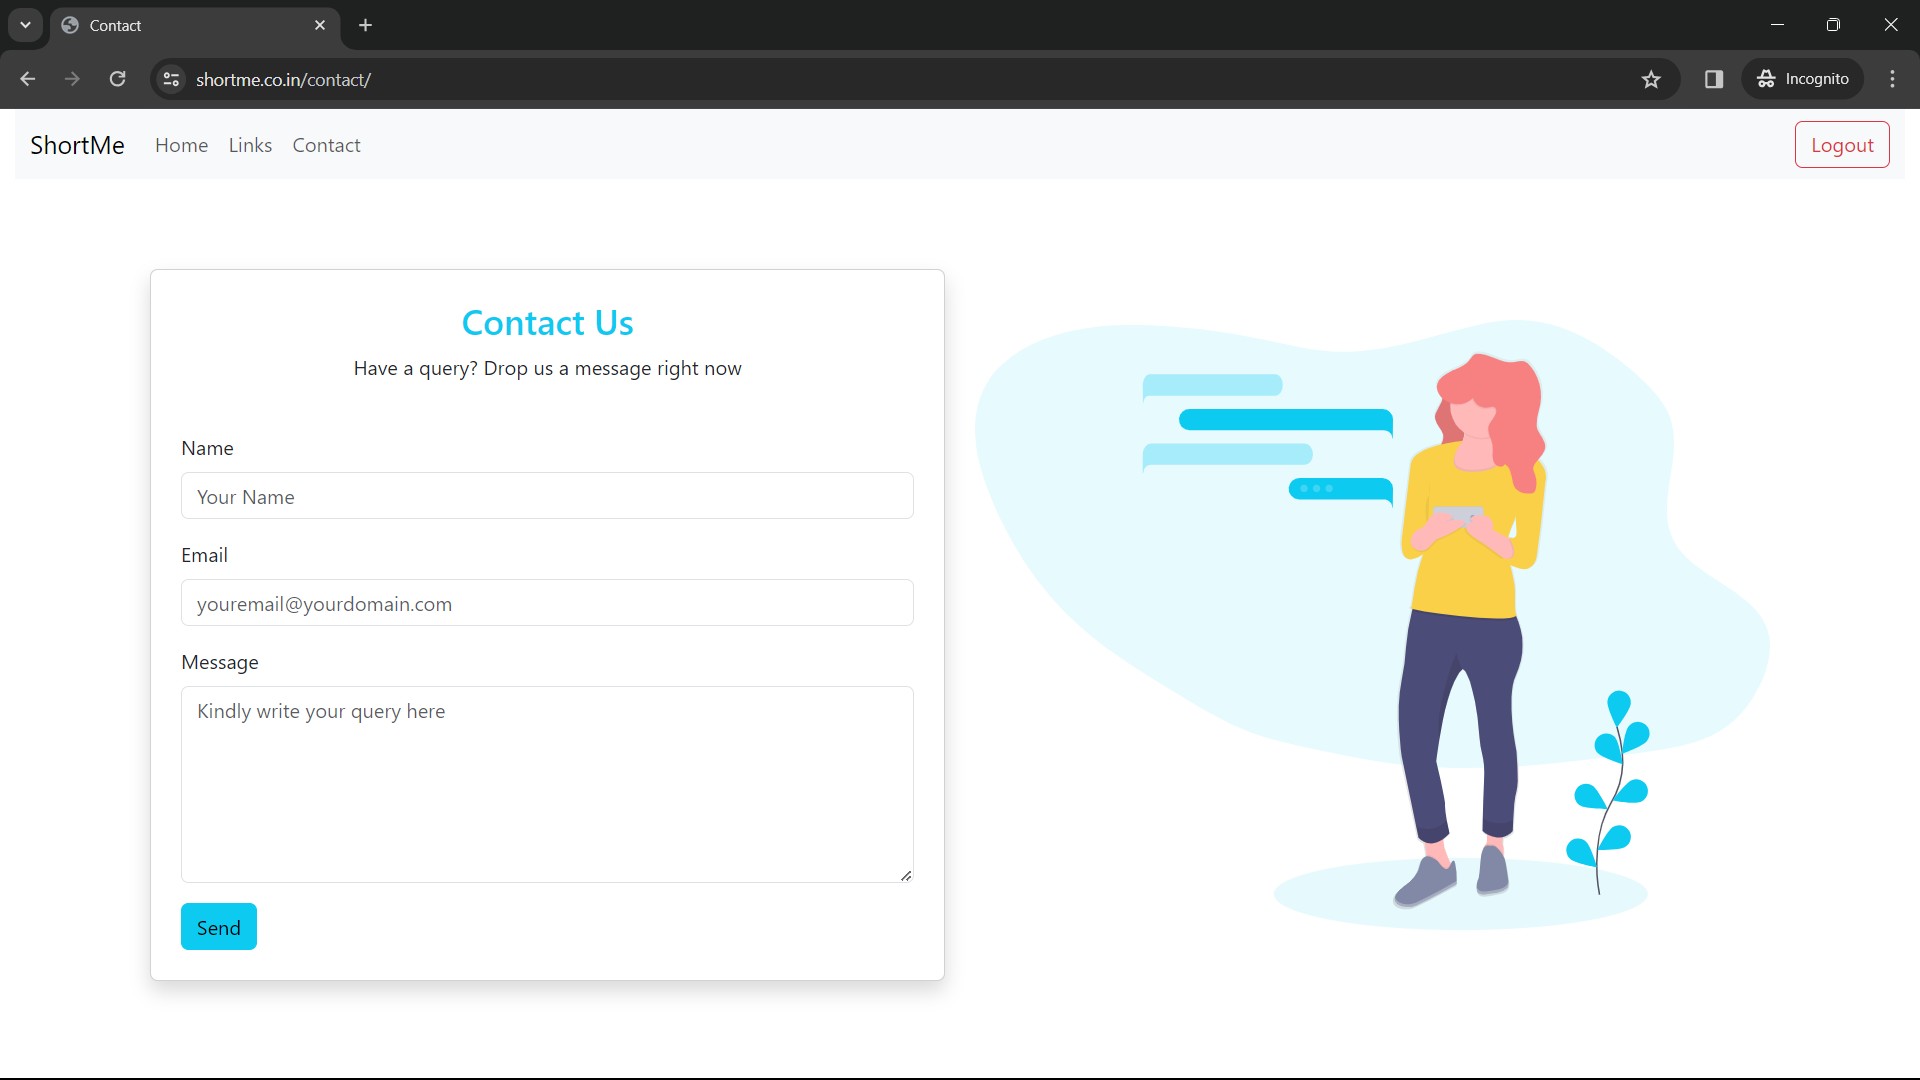 Contact
shortme.co.in/contact/
Incognito
ShortMe Home Links Contact Logout
Contact Us
Have a query? Drop us a message right now
Name
Your Name
Email
youremail@yourdomain.com
Message
Kindly write your query here
Send